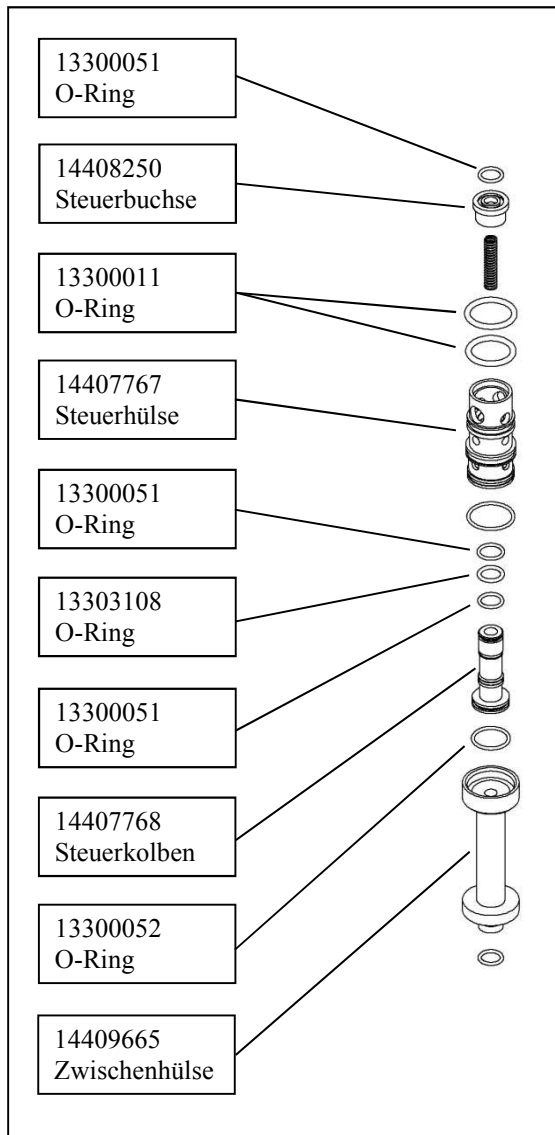 13300051
O-Ring
14408250
Steuerbuchse
13300011
O-Ring
14407767
Steuerhülse
13300051
O-Ring
13303108
O-Ring
13300051
O-Ring
14407768
Steuerkolben
13300052
O-Ring
14409665
Zwischenhülse